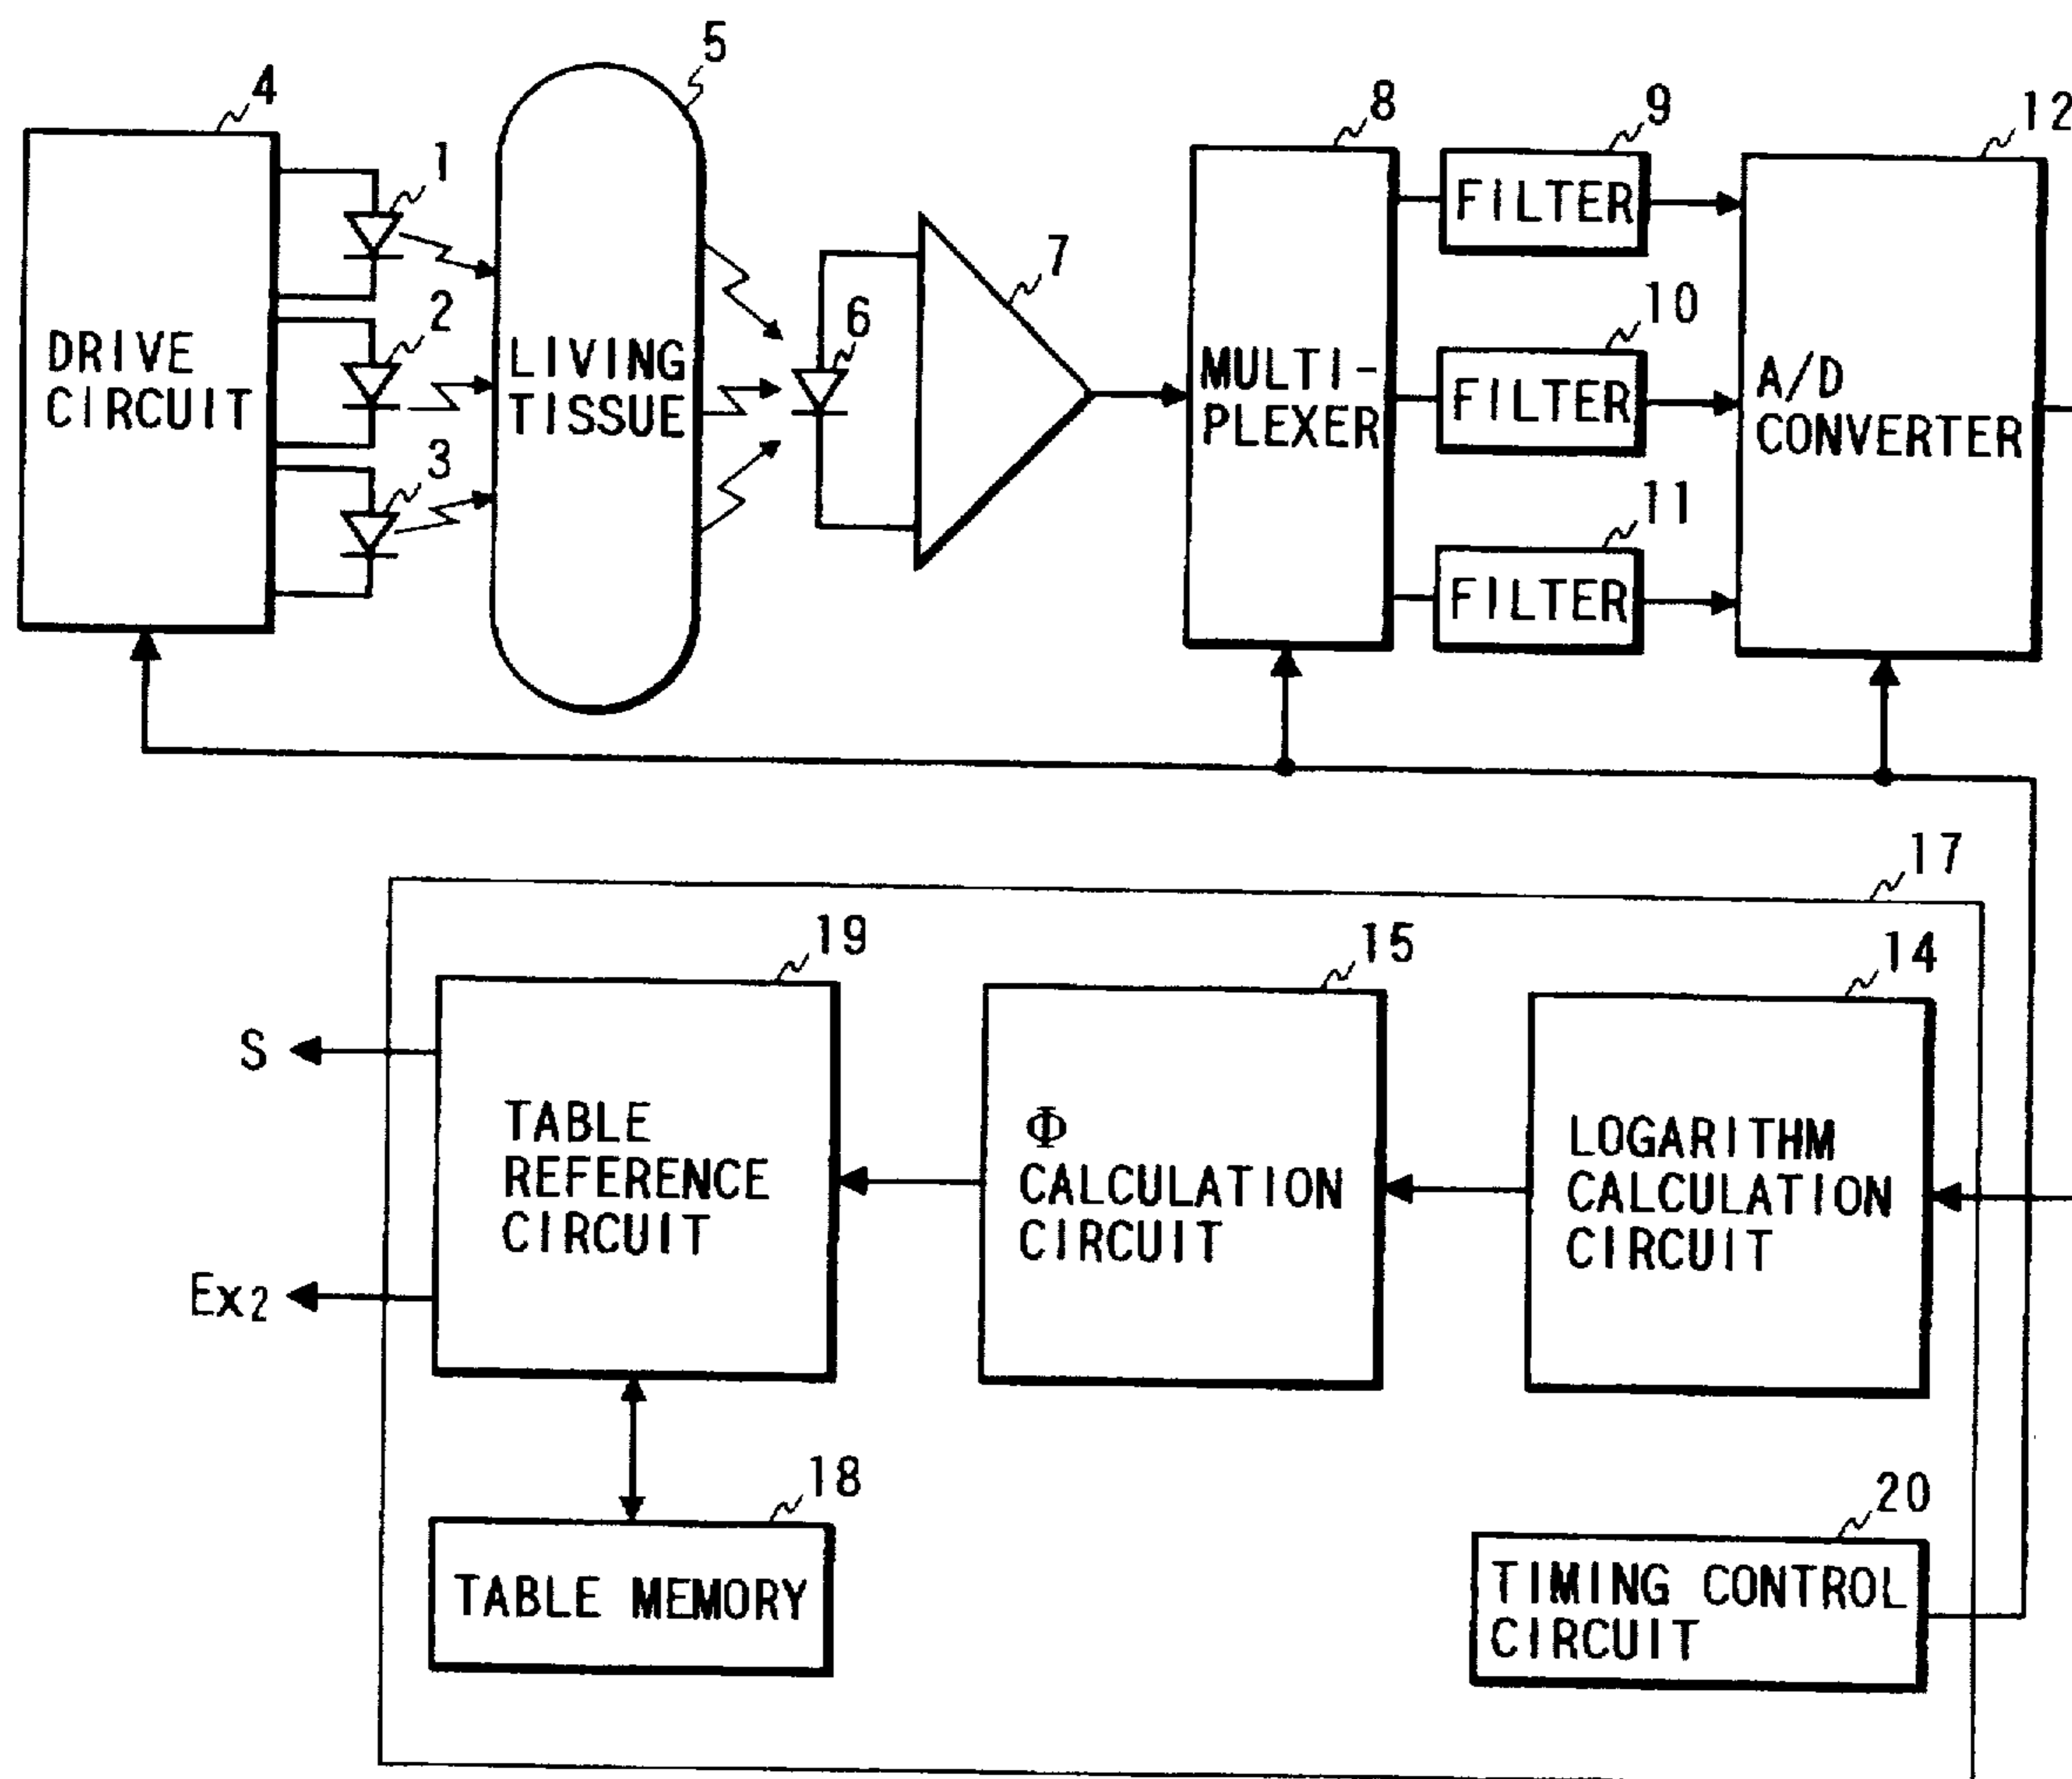 5
4
8
9
12
1
DRIVE
CIRCUIT
2
3
LIVING
TISSUE
6
7
MULTI-
PLEXER
FILTER
10
FILTER
11
FILTER
A/D
CONVERTER
17
19
15
14
S
Ex2
TABLE
REFERENCE
CIRCUIT
Φ
CALCULATION
CIRCUIT
LOGARITHM
CALCULATION
CIRCUIT
18
TABLE MEMORY
20
TIMING CONTROL
CIRCUIT